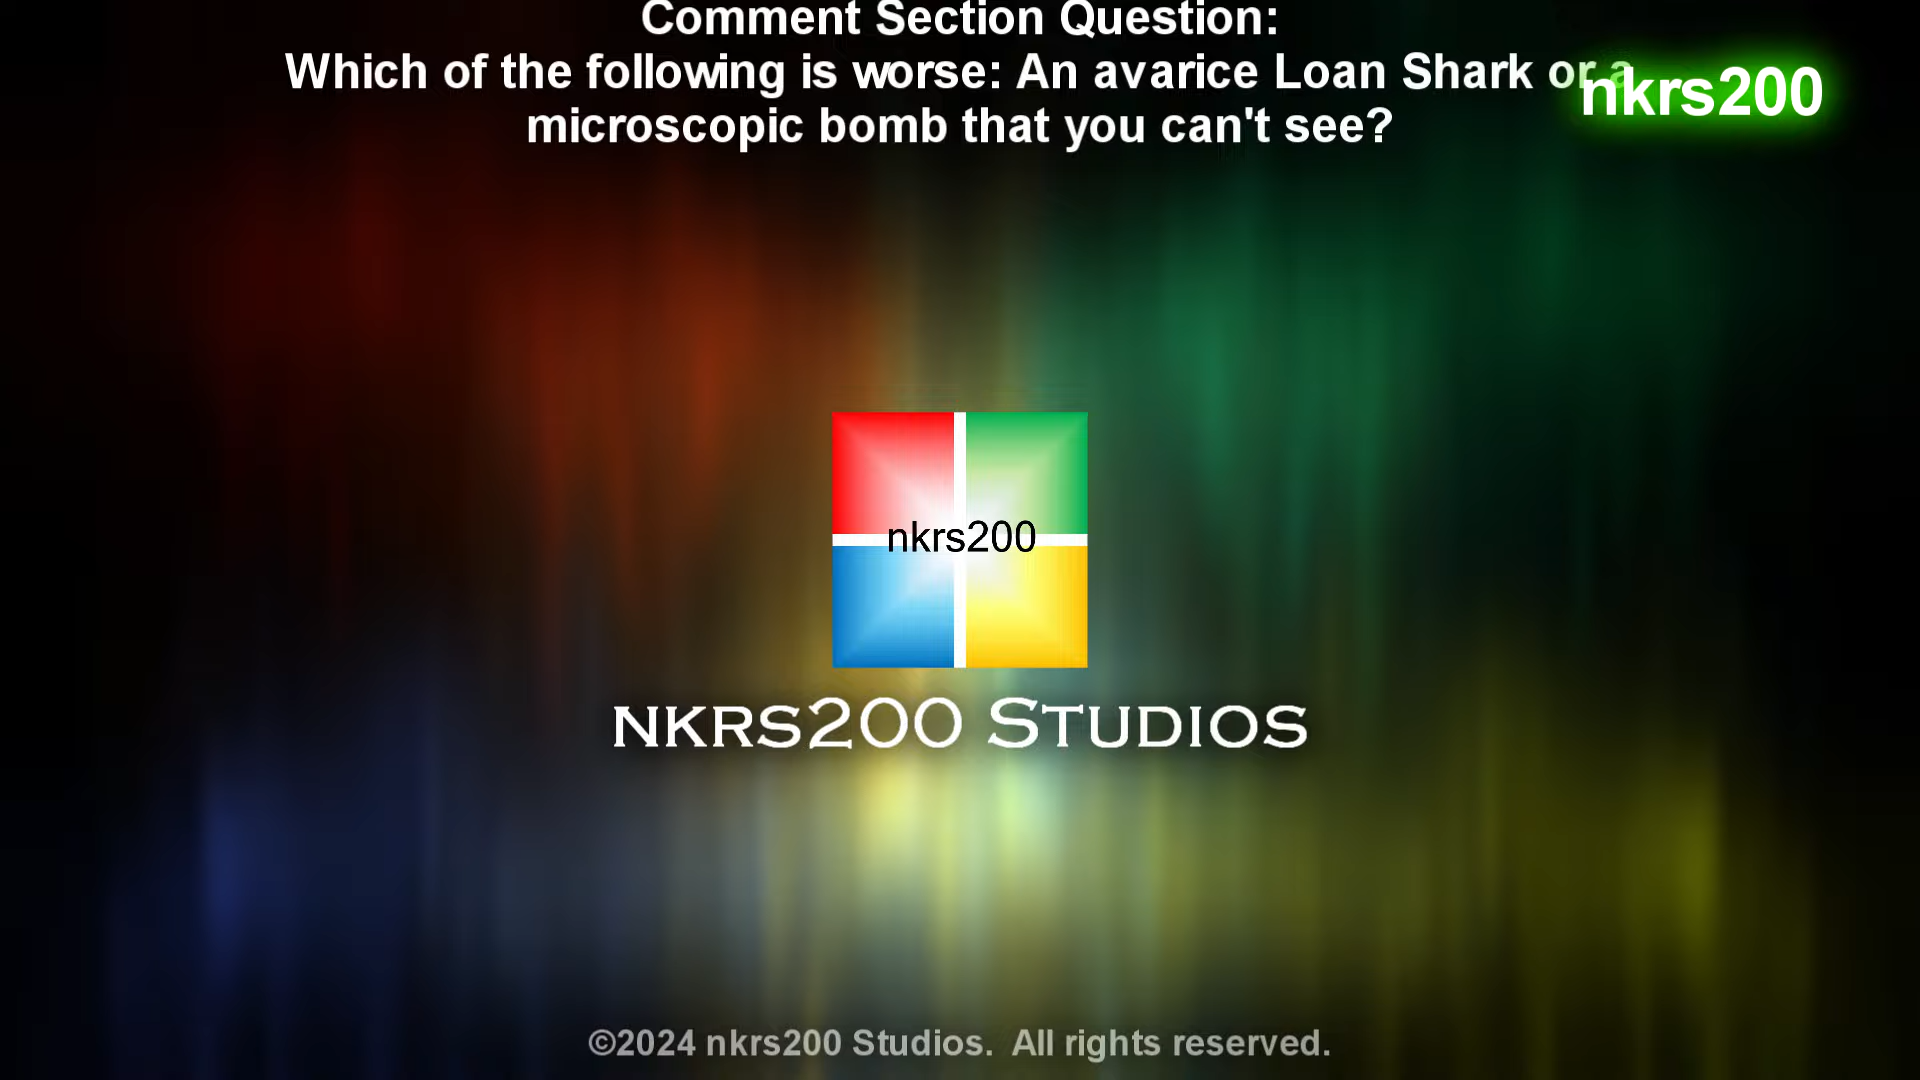 Comment Section Question:
Which of the following is worse: An avarice Loan Shark or a
microscopic bomb that you can't see?
nkrs200
nkrs200
NKRS200 STUDIOS
©2024 nkrs200 Studios. All rights reserved.